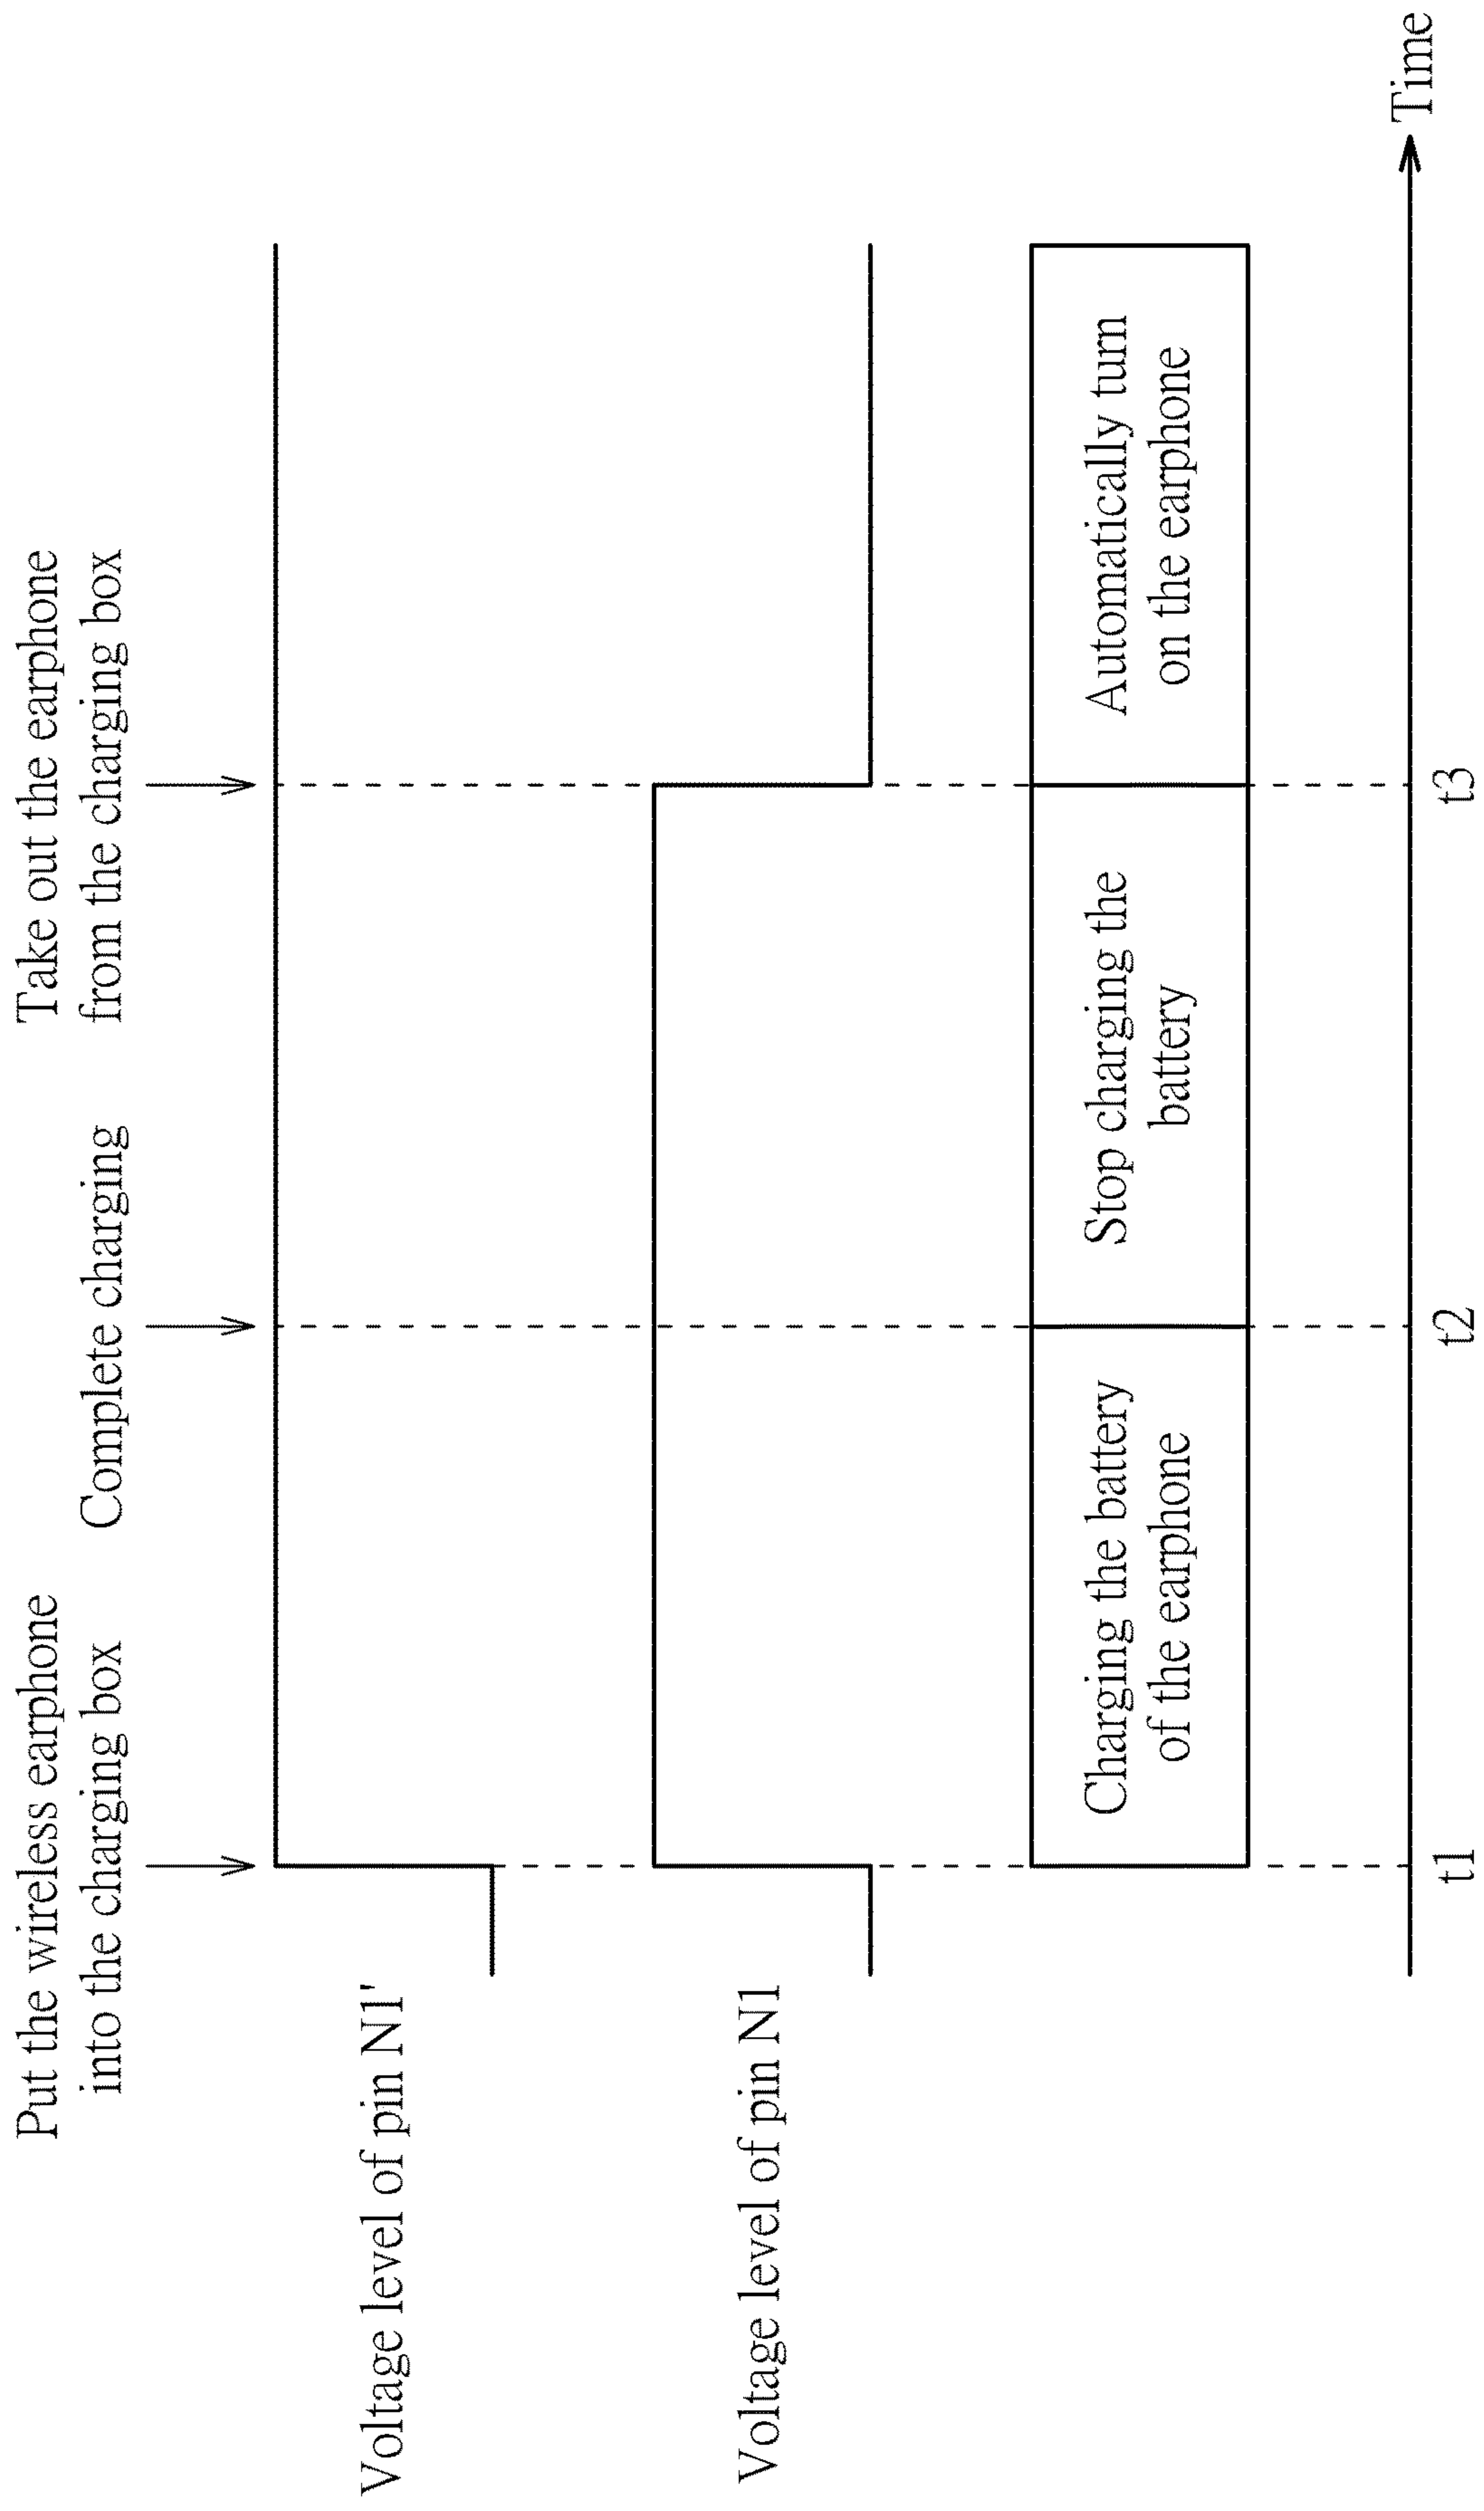 Put the wireless earphone
into the charging box
Complete charging
Take out the earphone
from the charging box
Voltage level of pin N1'
Voltage level of pin N1
Charging the battery
of the earphone
Stop charging the
battery
Automatically turn
on the earphone
t1
t2
t3
Time